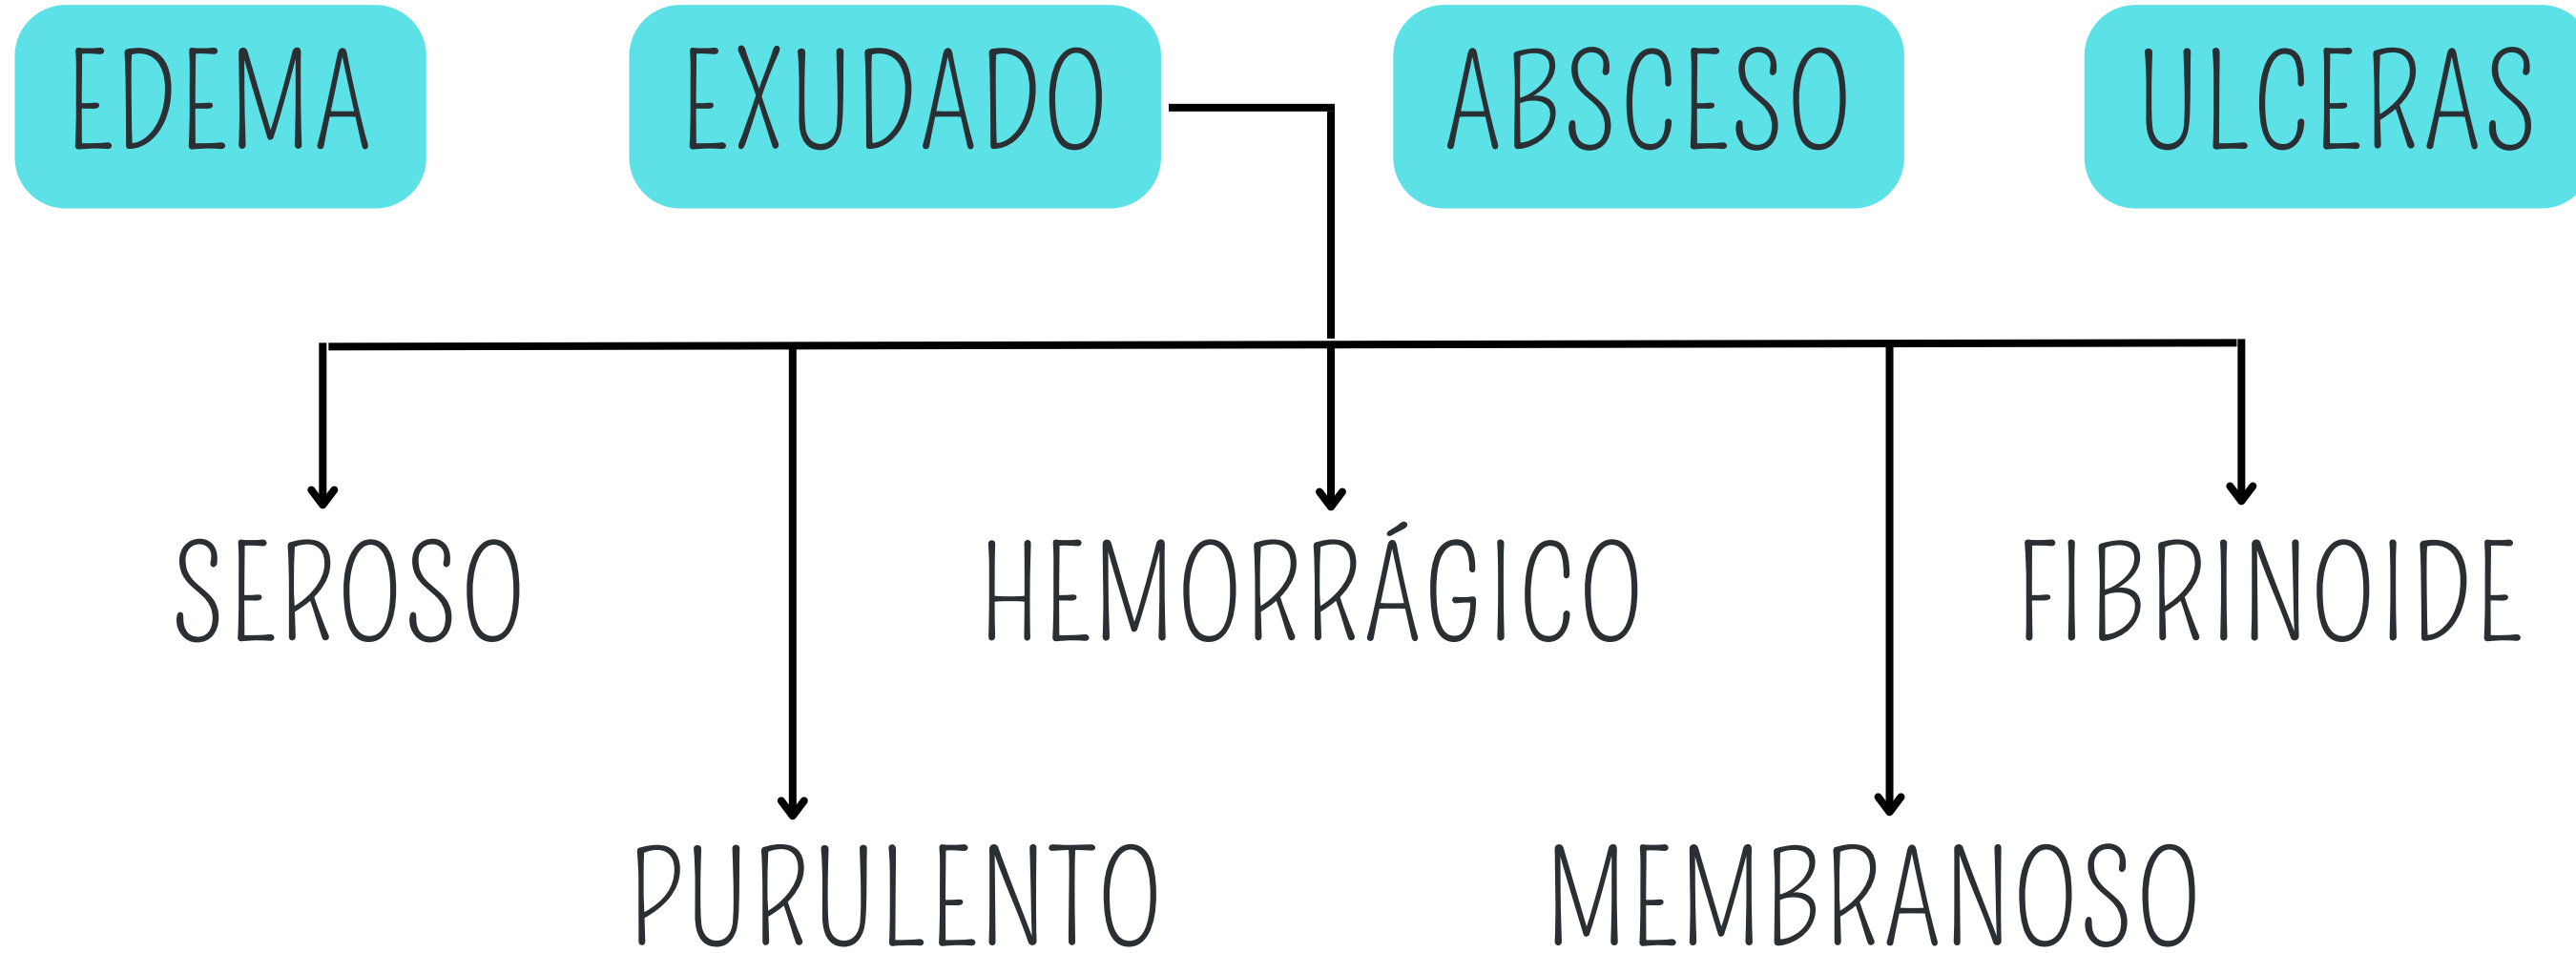 EDEMA
EXUDADO
ABSCESO
ULCERAS
SEROSO
HEMORRÁGICO
FIBRINOIDE
PURULENTO
MEMBRANOSO